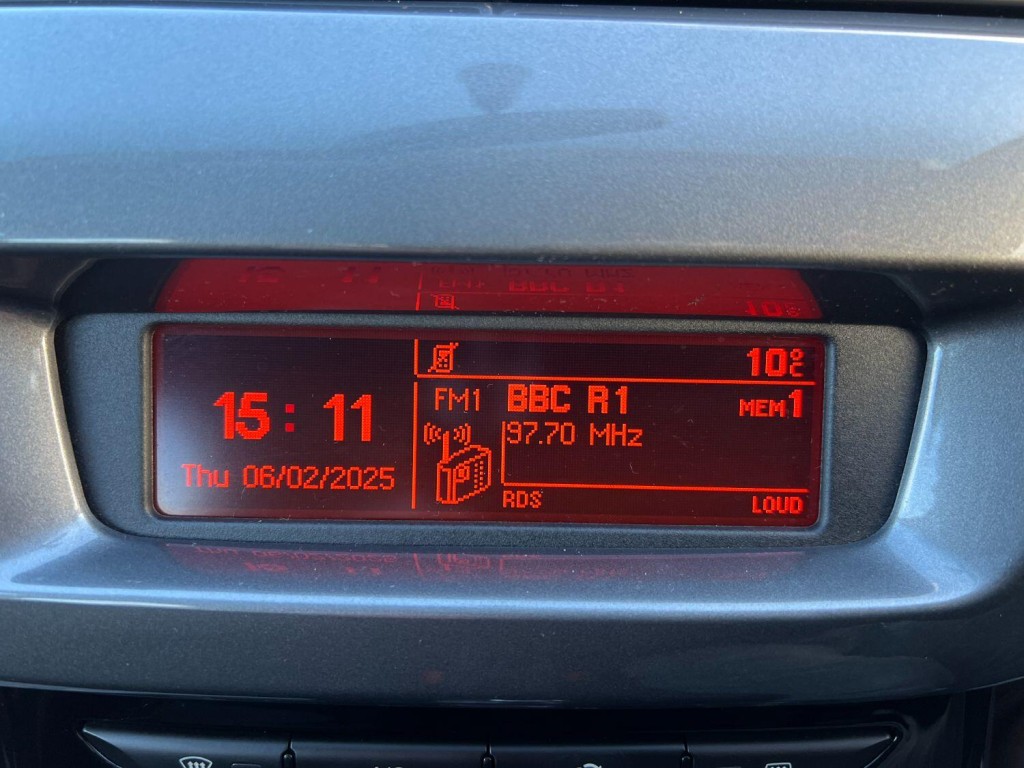 10°C
15:11
Thu 06/02/2025
FM1 BBC R1 MEM1
97.70 MHz
RDS LOUD